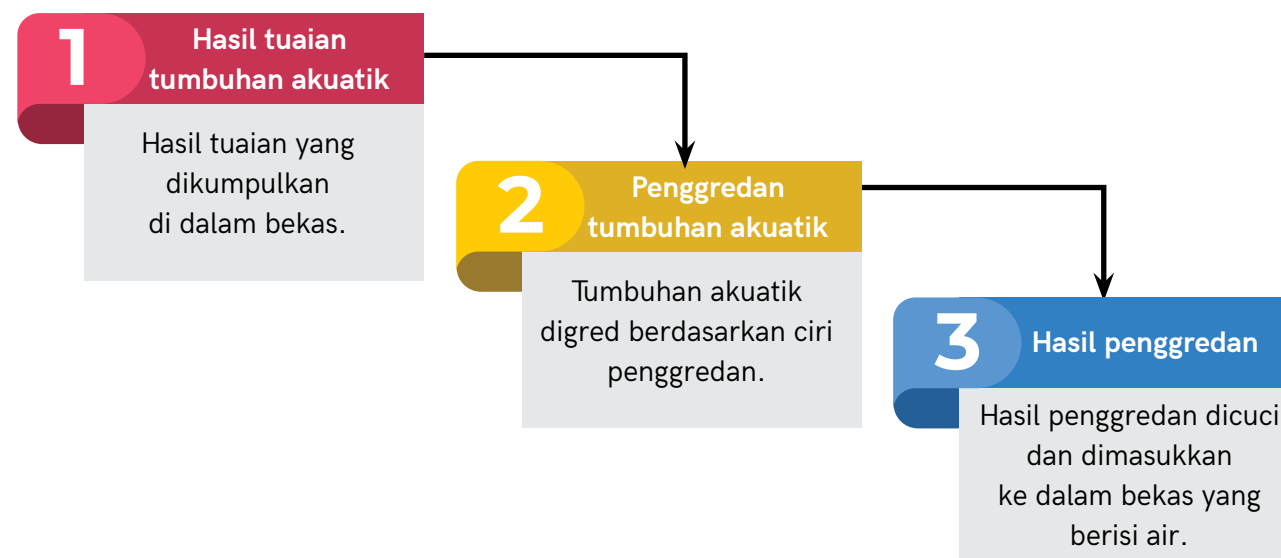 1
Hasil tuaian
tumbuhan akuatik
Hasil tuaian yang
dikumpulkan
di dalam bekas.
2
Penggredan
tumbuhan akuatik
Tumbuhan akuatik
digred berdasarkan ciri
penggredan.
3
Hasil penggredan
Hasil penggredan dicuci
dan dimasukkan
ke dalam bekas yang
berisi air.